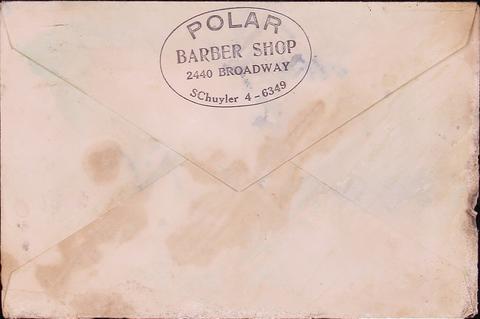 POLAR
BARBER SHOP
2440 BROADWAY
SChuyler 4-6349